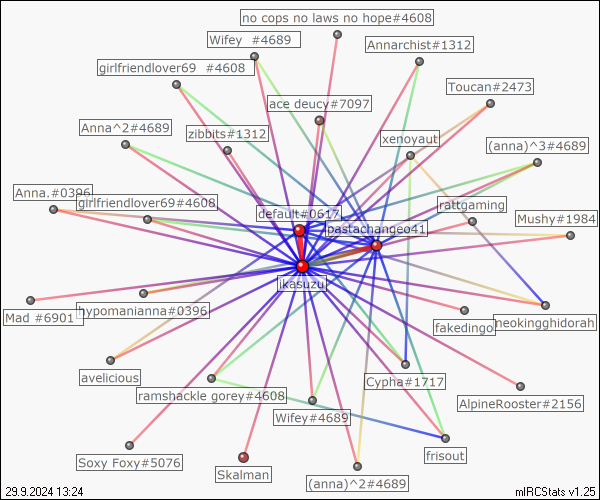 no cops no laws no hope#4608
Wifey  #4689
Annarchist#1312
girlfriendlover69  #4608
Toucan#2473
ace deucy#7097
Anna^2#4689
zibbits#1312
xenoyaut
(anna)^3#4689
Anna.#0396
girlfriendlover69#4608
rattgaming
default#0617
Mushy#1984
pastachangeo41
ikasuzu
Mad #6901
hypomanianna#0396
fakedingo
neokingghidorah
avelicious
Cypha#1717
ramshackle gorey#4608
AlpineRooster#2156
Wifey#4689
frisout
Soxy Foxy#5076
Skalman
(anna)^2#4689
29.9.2024 13:24
mIRCStats v1.25